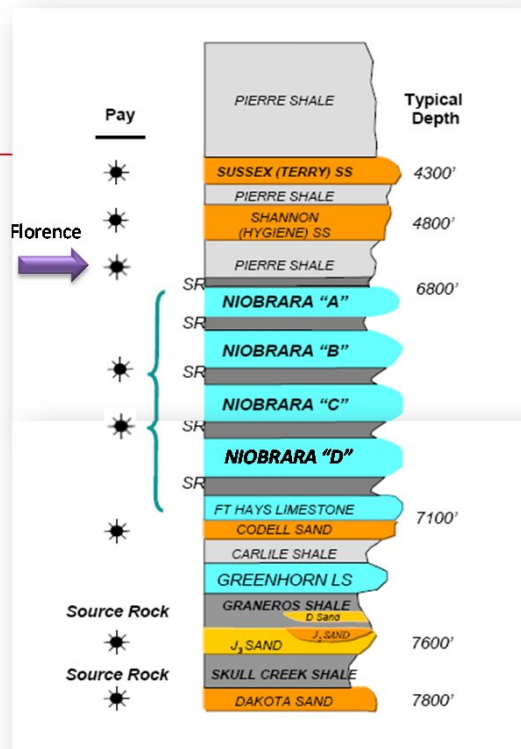 PIERRE SHALE
Pay
Typical
Depth
SUSSEX (TERRY) SS
4300'
PIERRE SHALE
SHANNON
(HYGIENE) SS
4800'
Florence
PIERRE SHALE
6800'
SR
NIOBRARA "A"
SR
NIOBRARA "B"
SR
NIOBRARA "C"
SR
NIOBRARA "D"
SR
FT HAYS LIMESTONE
7100'
CODELL SAND
CARLILE SHALE
GREENHORN LS
GRANEROS SHALE
Source Rock
D Sand
J2 SAND
J3 SAND
7600'
Source Rock
SKULL CREEK SHALE
DAKOTA SAND
7800'